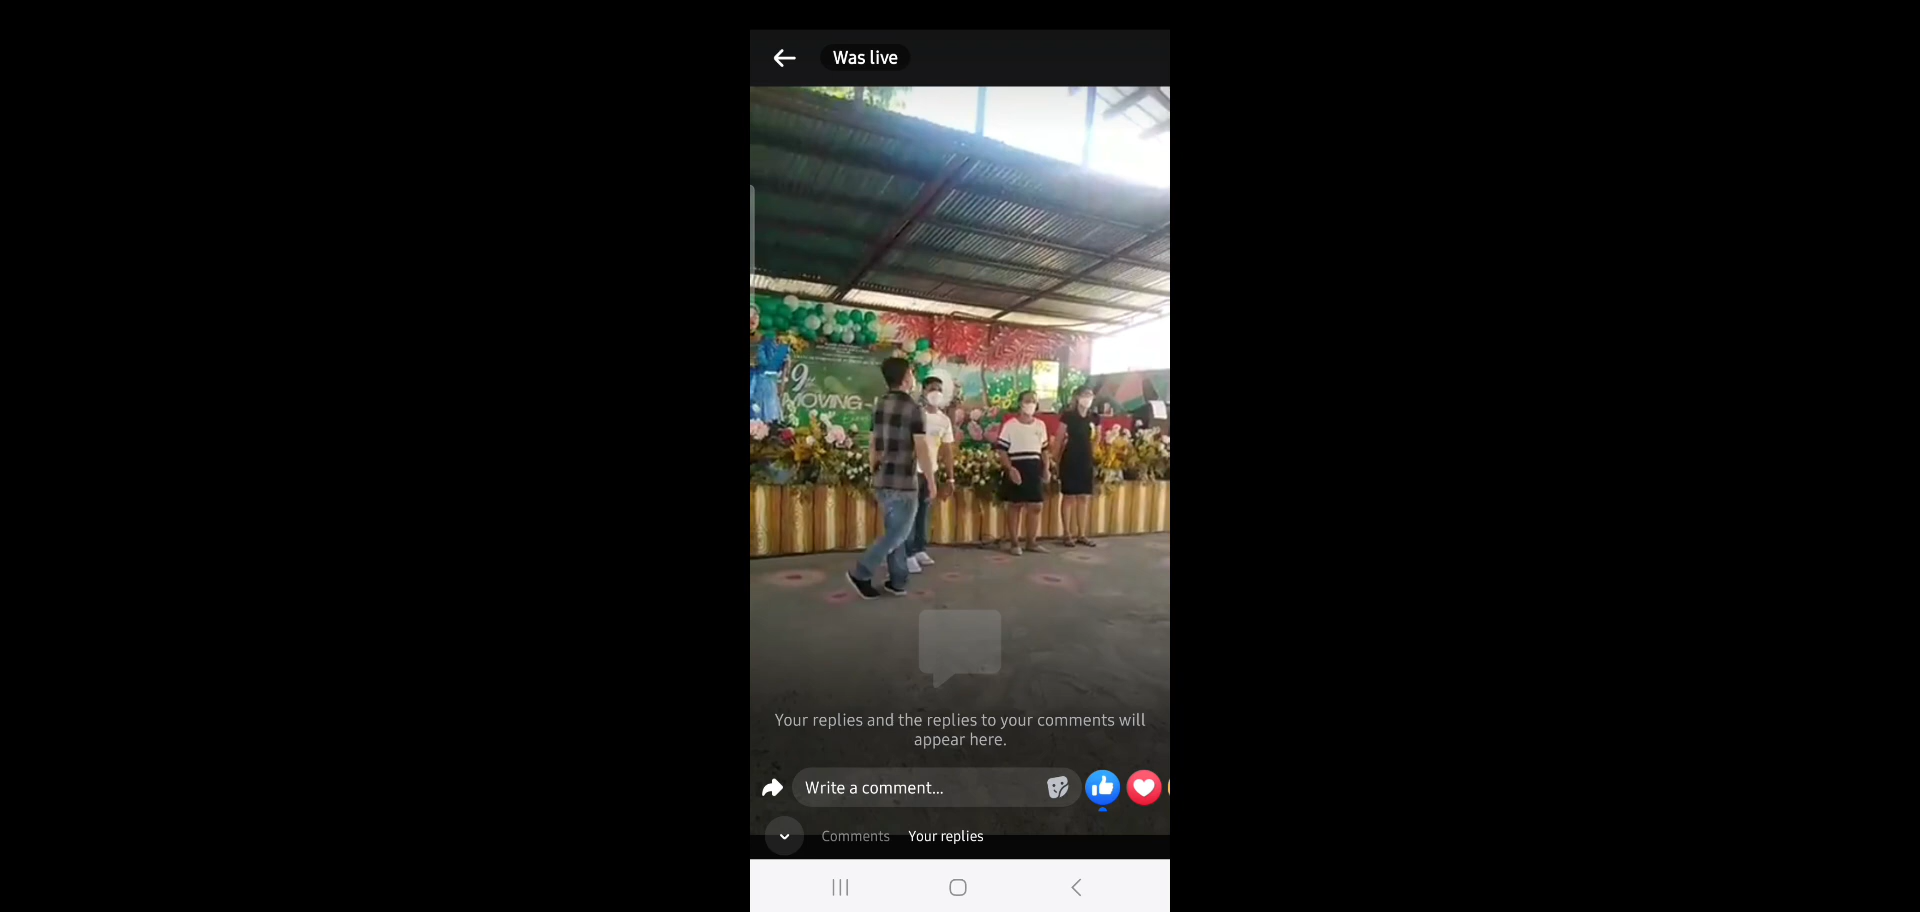 Was live
9
MOVING-
Your replies and the replies to your comments will
appear here.
Write a comment...
Comments Your replies